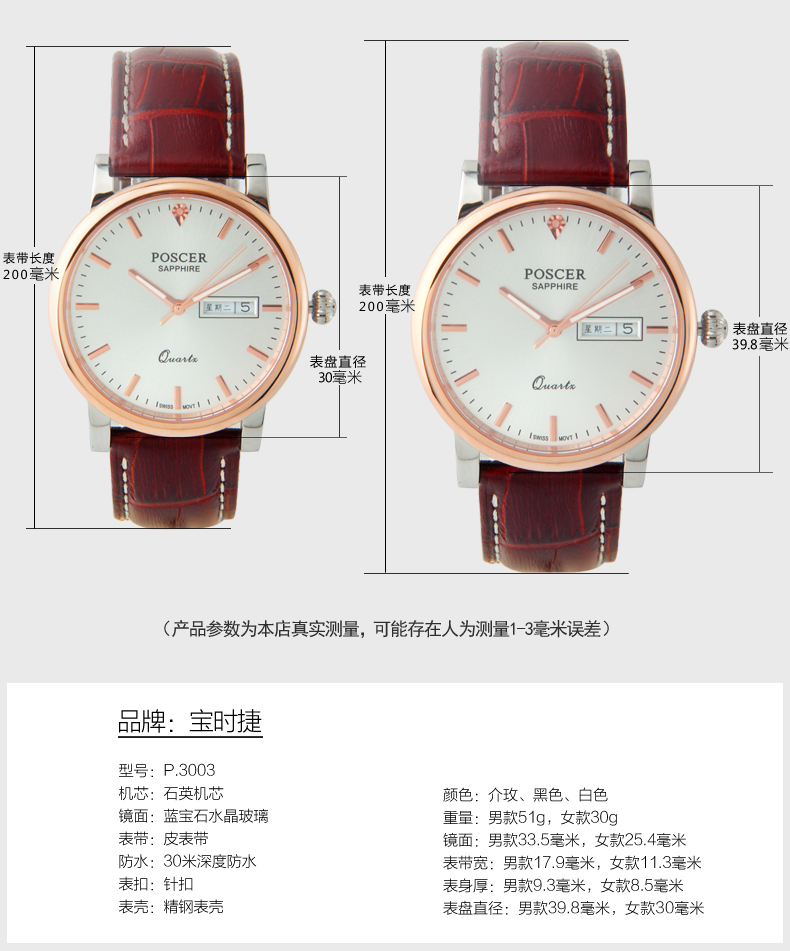 表带长度
200毫米
POSCER
SAPPHIRE
星期二 5
Quartz
SWISS MOVT
表盘直径
30毫米
表带长度
200毫米
POSCER
SAPPHIRE
星期二 5
Quartz
SWISS MOVT
表盘直径
39.8毫米
（产品参数为本店真实测量，可能存在人为测量1-3毫米误差）
品牌：宝时捷
型号：P.3003
机芯：石英机芯
镜面：蓝宝石水晶玻璃
表带：皮表带
防水：30米深度防水
表扣：针扣
表壳：精钢表壳
颜色：介玫、黑色、白色
重量：男款51g，女款30g
镜面：男款33.5毫米，女款25.4毫米
表带宽：男款17.9毫米，女款11.3毫米
表身厚：男款9.3毫米，女款8.5毫米
表盘直径：男款39.8毫米，女款30毫米